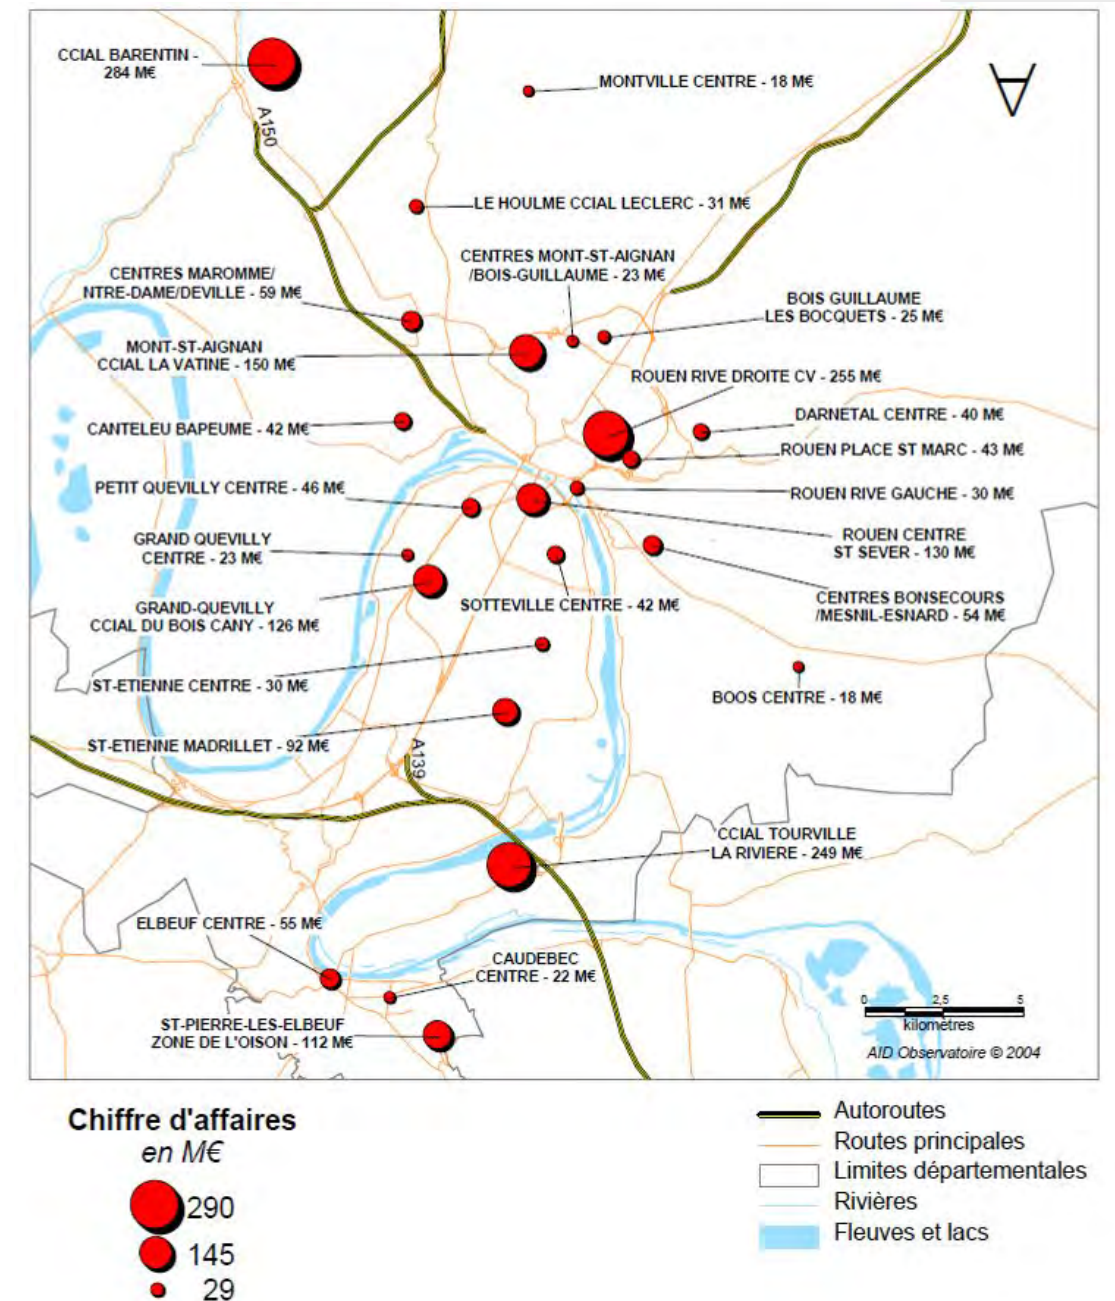 CCIAL BARENTIN -
284 M€
MONTVILLE CENTRE - 18 M€
A150
LE HOULME CCIAL LECLERC - 31 M€
CENTRES MONT-ST-AIGNAN
/BOIS-GUILLAUME - 23 M€
CENTRES MAROMME/
NTRE-DAME/DEVILLE - 59 M€
BOIS GUILLAUME
LES BOCQUETS - 25 M€
MONT-ST-AIGNAN
CCIAL LA VATINE - 150 M€
ROUEN RIVE DROITE CV - 255 M€
DARNETAL CENTRE - 40 M€
CANTELEU BAPEUME - 42 M€
ROUEN PLACE ST MARC - 43 M€
PETIT QUEVILLY CENTRE - 46 M€
ROUEN RIVE GAUCHE - 30 M€
GRAND QUEVILLY
CENTRE - 23 M€
ROUEN CENTRE
ST SEVER - 130 M€
GRAND-QUEVILLY
CCIAL DU BOIS CANY - 126 M€
SOTTEVILLE CENTRE - 42 M€
CENTRES BONSECOURS
/MESNIL-ESNARD - 54 M€
ST-ETIENNE CENTRE - 30 M€
BOOS CENTRE - 18 M€
ST-ETIENNE MADRILLET - 92 M€
A139
CCIAL TOURVILLE
LA RIVIERE - 249 M€
ELBEUF CENTRE - 55 M€
CAUDEBEC
CENTRE - 22 M€
ST-PIERRE-LES-ELBEUF
ZONE DE L'OISON - 112 M€
0 2,5 5
kilomètres
AID Observatoire © 2004
Chiffre d'affaires
en M€
290
145
29
Autoroutes
Routes principales
Limites départementales
Rivières
Fleuves et lacs